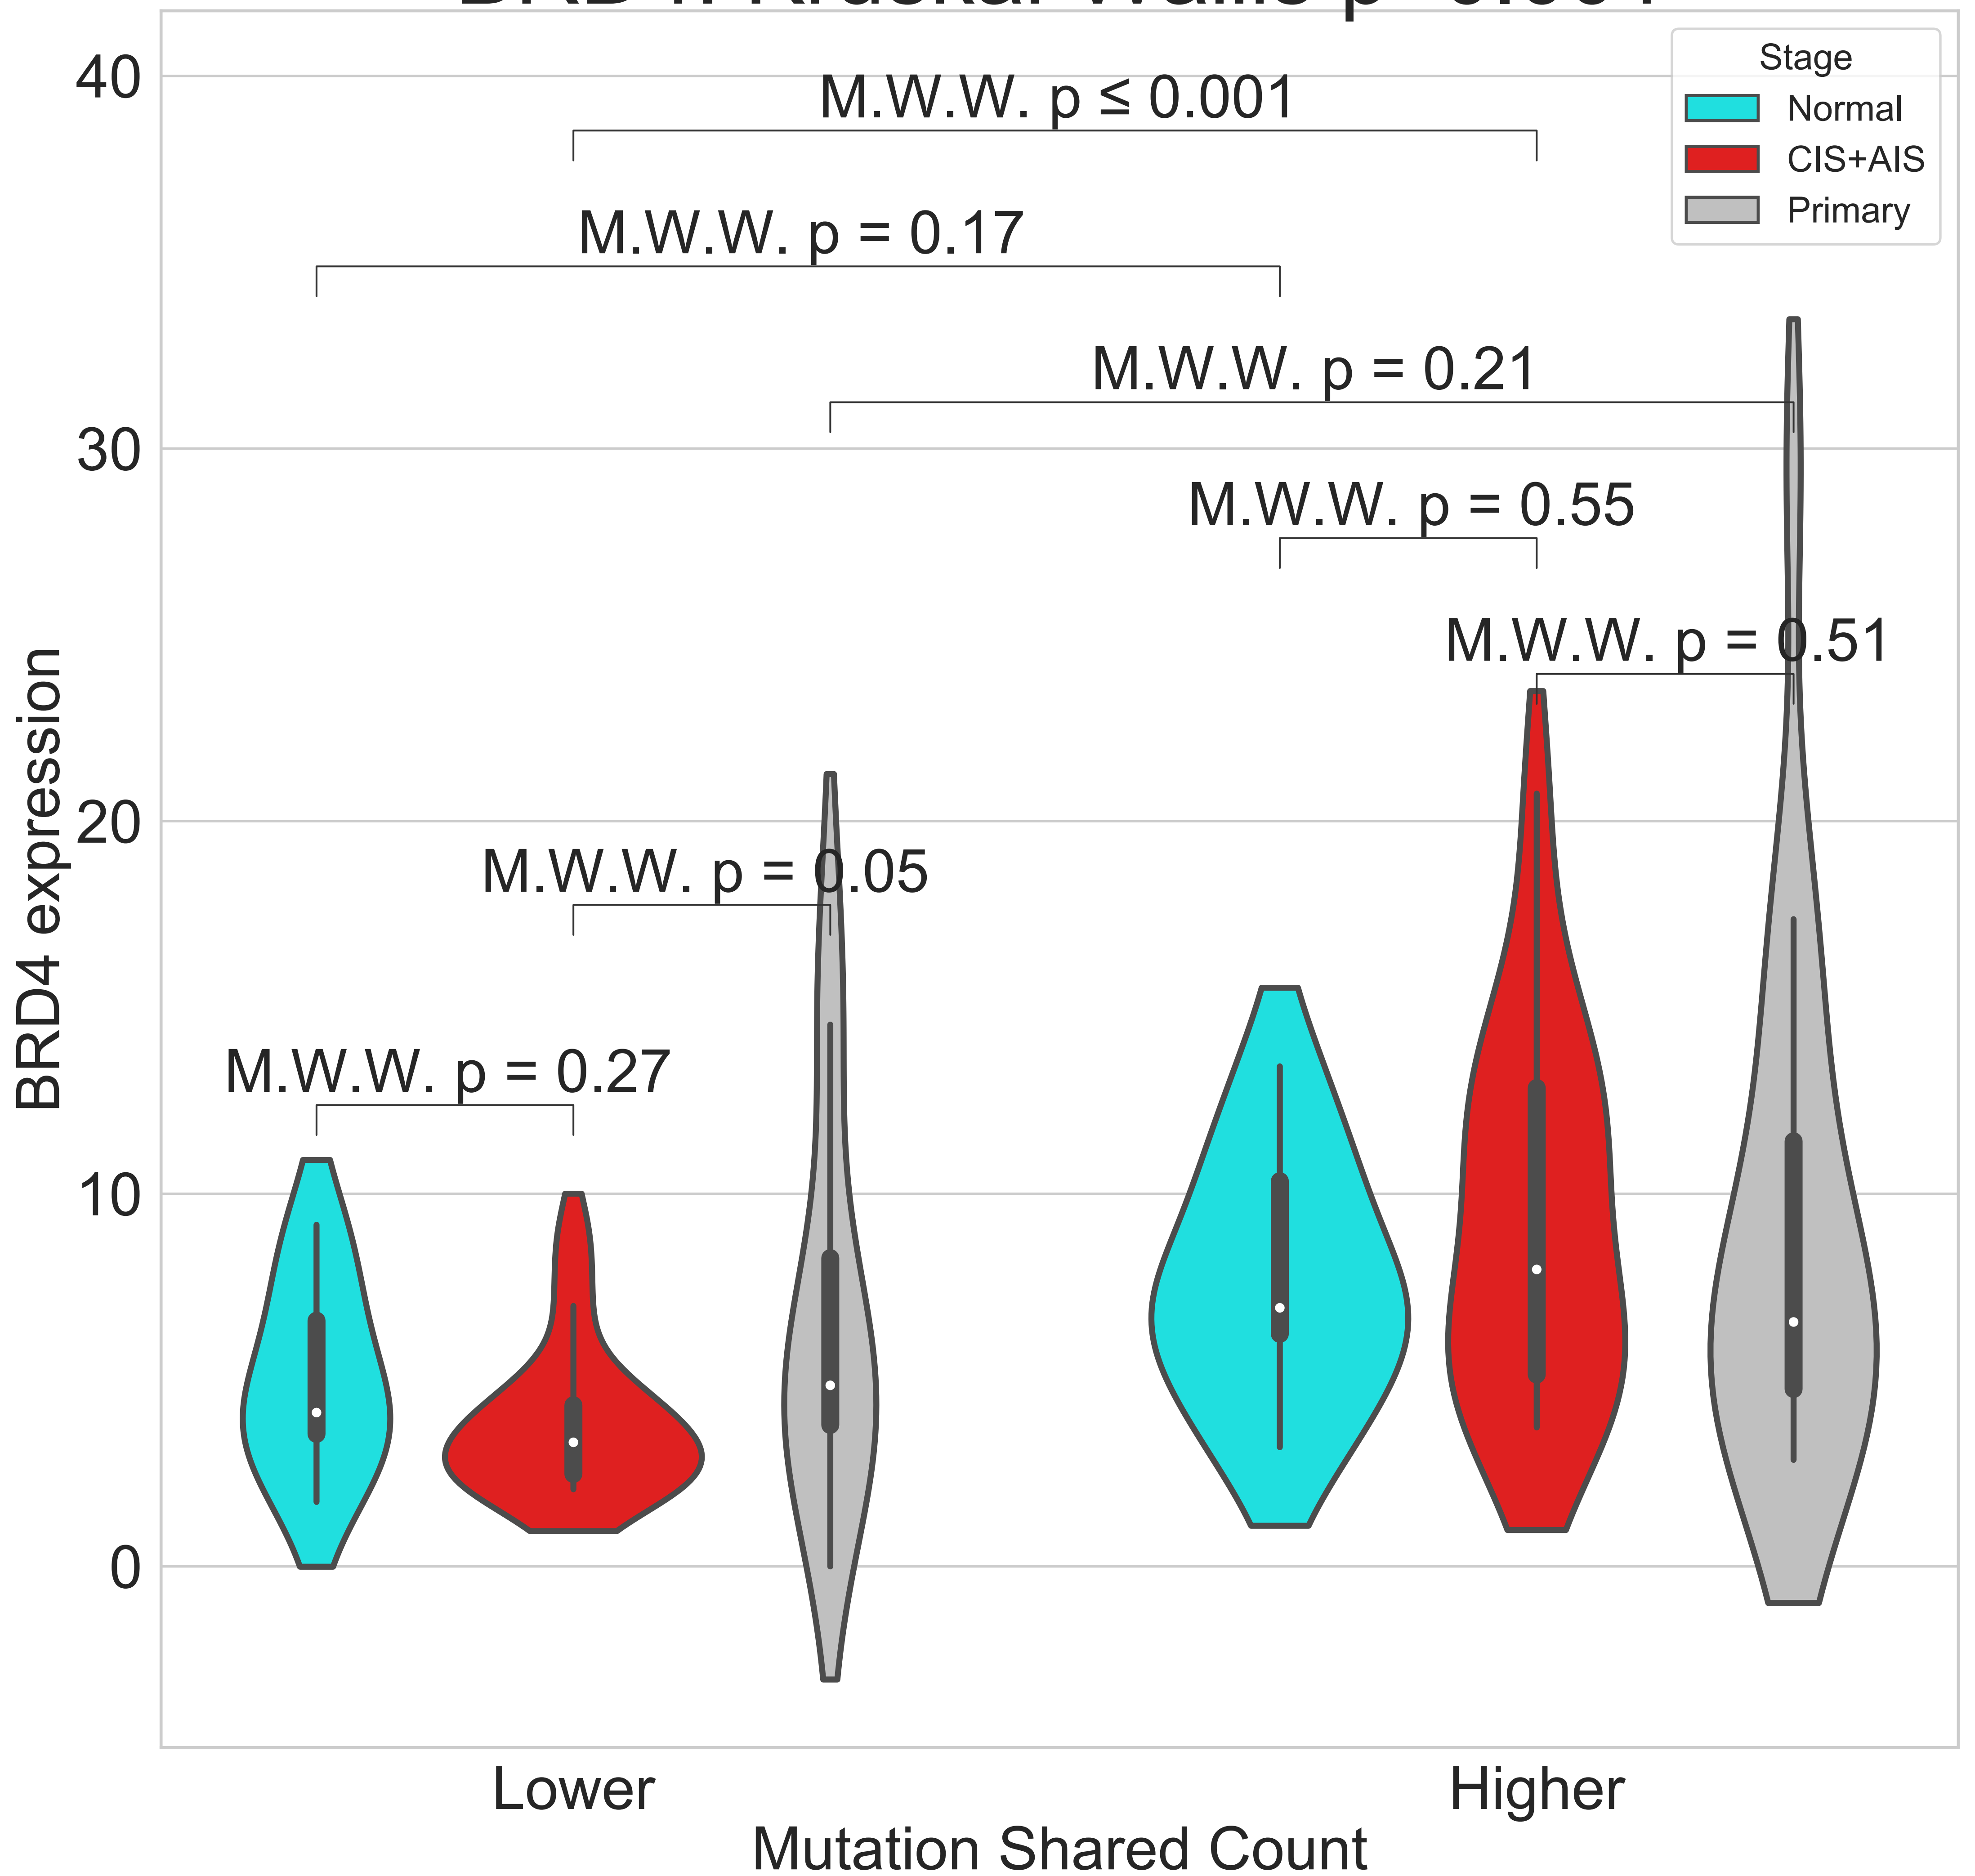 40
M.W.W. p ≤ 0.001
Stage
Normal
CIS+AIS
Primary
M.W.W. p = 0.17
M.W.W. p = 0.21
30
M.W.W. p = 0.55
M.W.W. p = 0.51
BRD4 expression
20
M.W.W. p = 0.05
M.W.W. p = 0.27
10
0
Lower
Higher
Mutation Shared Count